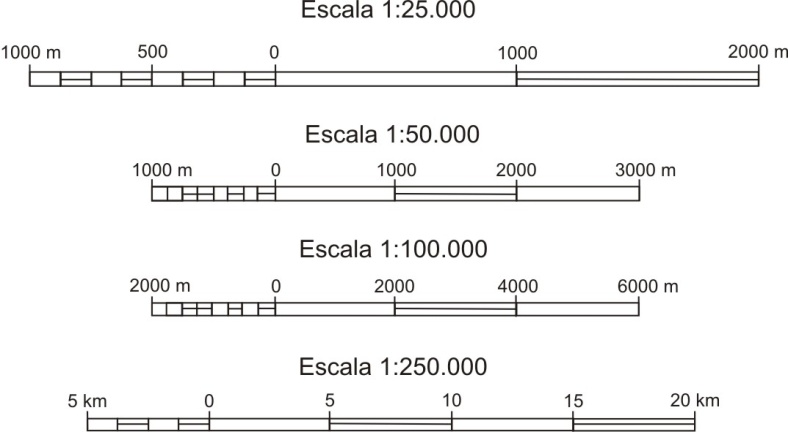 Escala 1:25.000
1000 m 500 0 1000 2000 m
Escala 1:50.000
1000 m 0 1000 2000 3000 m
Escala 1:100.000
2000 m 0 2000 4000 6000 m
Escala 1:250.000
5 km 0 5 10 15 20 km